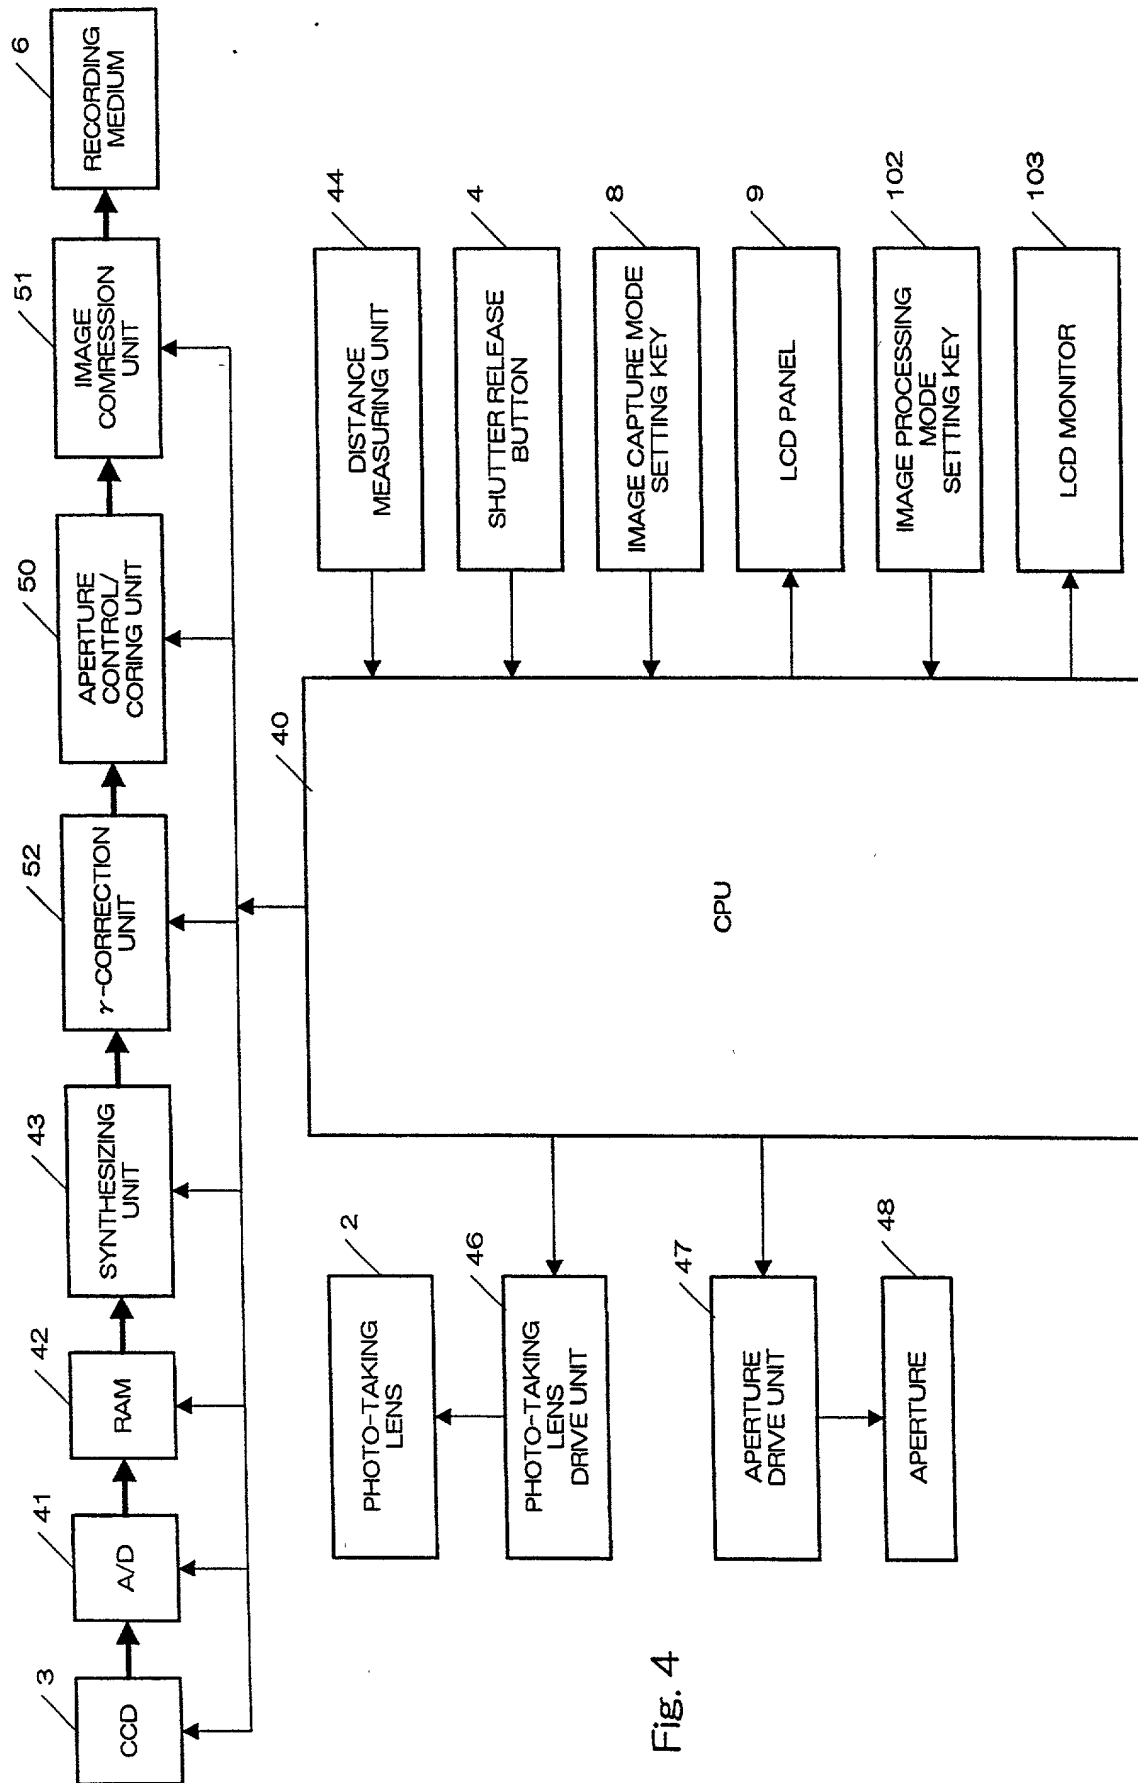 3
CCD
41
A/D
42
RAM
43
SYNTHESIZING
UNIT
52
γ-CORRECTION
UNIT
50
APERTURE
CONTROL/
CORING UNIT
51
IMAGE
COMRESSION
UNIT
6
RECORDING
MEDIUM
2
PHOTO-TAKING
LENS
46
PHOTO-TAKING
LENS
DRIVE UNIT
47
APERTURE
DRIVE UNIT
48
APERTURE
40
CPU
44
DISTANCE
MEASURING UNIT
4
SHUTTER RELEASE
BUTTON
8
IMAGE CAPTURE MODE
SETTING KEY
9
LCD PANEL
102
IMAGE PROCESSING
MODE
SETTING KEY
103
LCD MONITOR
Fig. 4